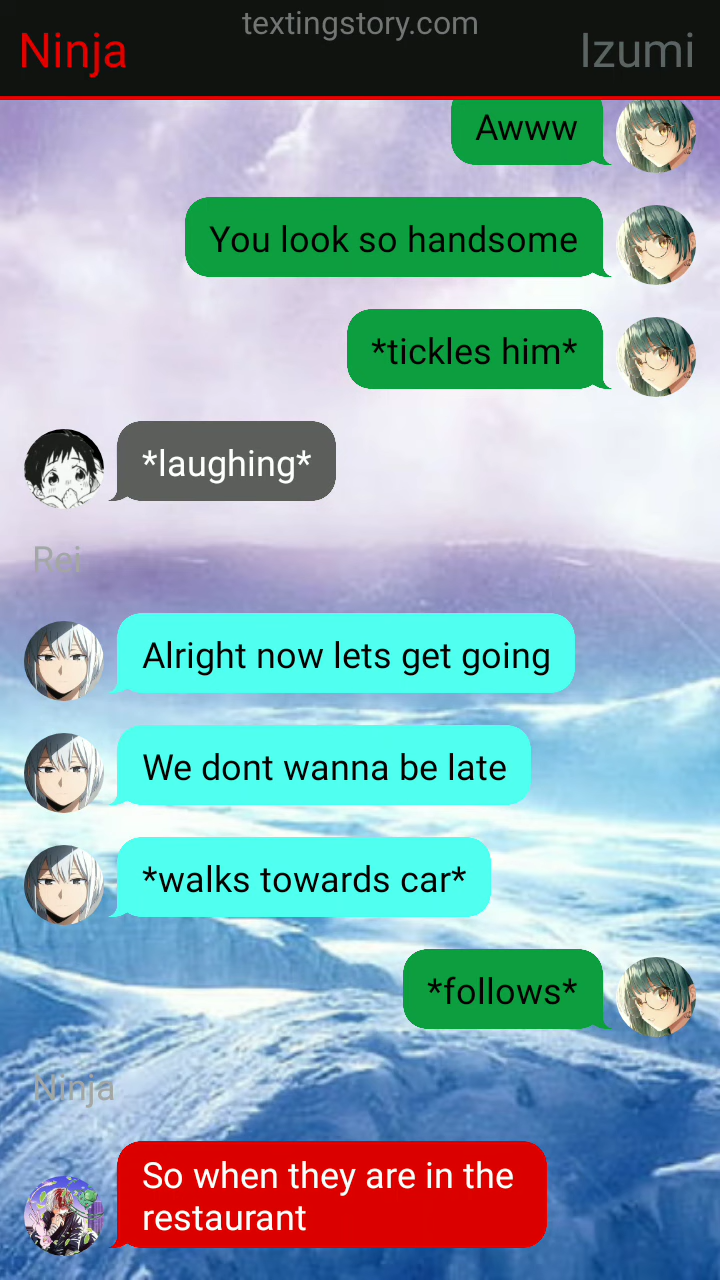 textingstory.com
Ninja
Izumi
Awww
You look so handsome
*tickles him*
*laughing*
Rei
Alright now lets get going
We dont wanna be late
*walks towards car*
*follows*
Ninja
So when they are in the
restaurant